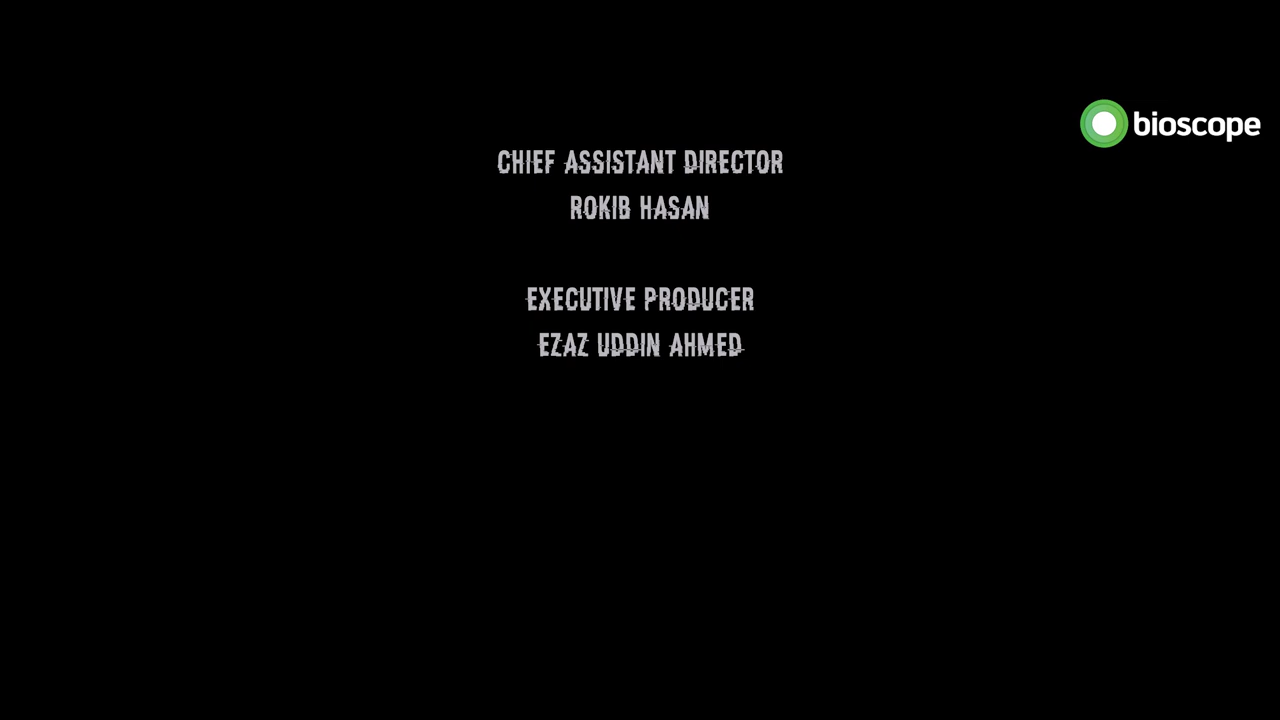 bioscope
CHIEF ASSISTANT DIRECTOR
ROKIB HASAN
EXECUTIVE PRODUCER
EZAZ UDDIN AHMED